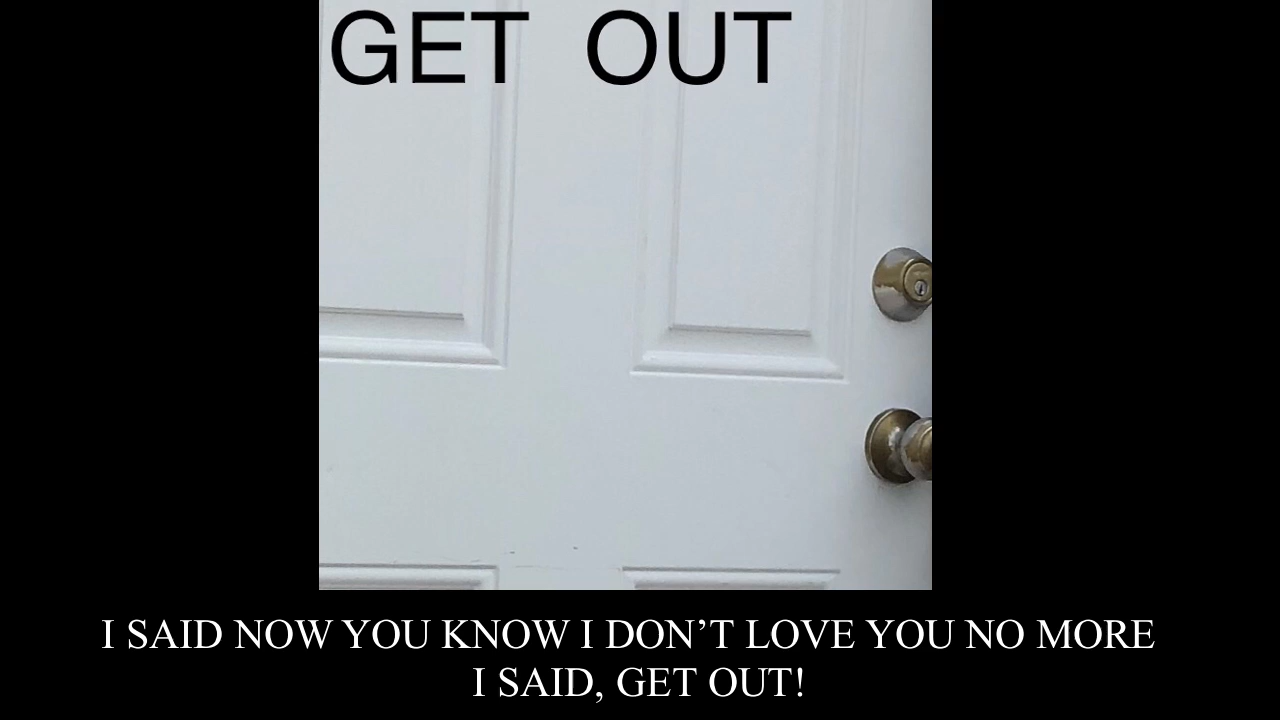 GET OUT
I SAID NOW YOU KNOW I DON’T LOVE YOU NO MORE
I SAID, GET OUT!